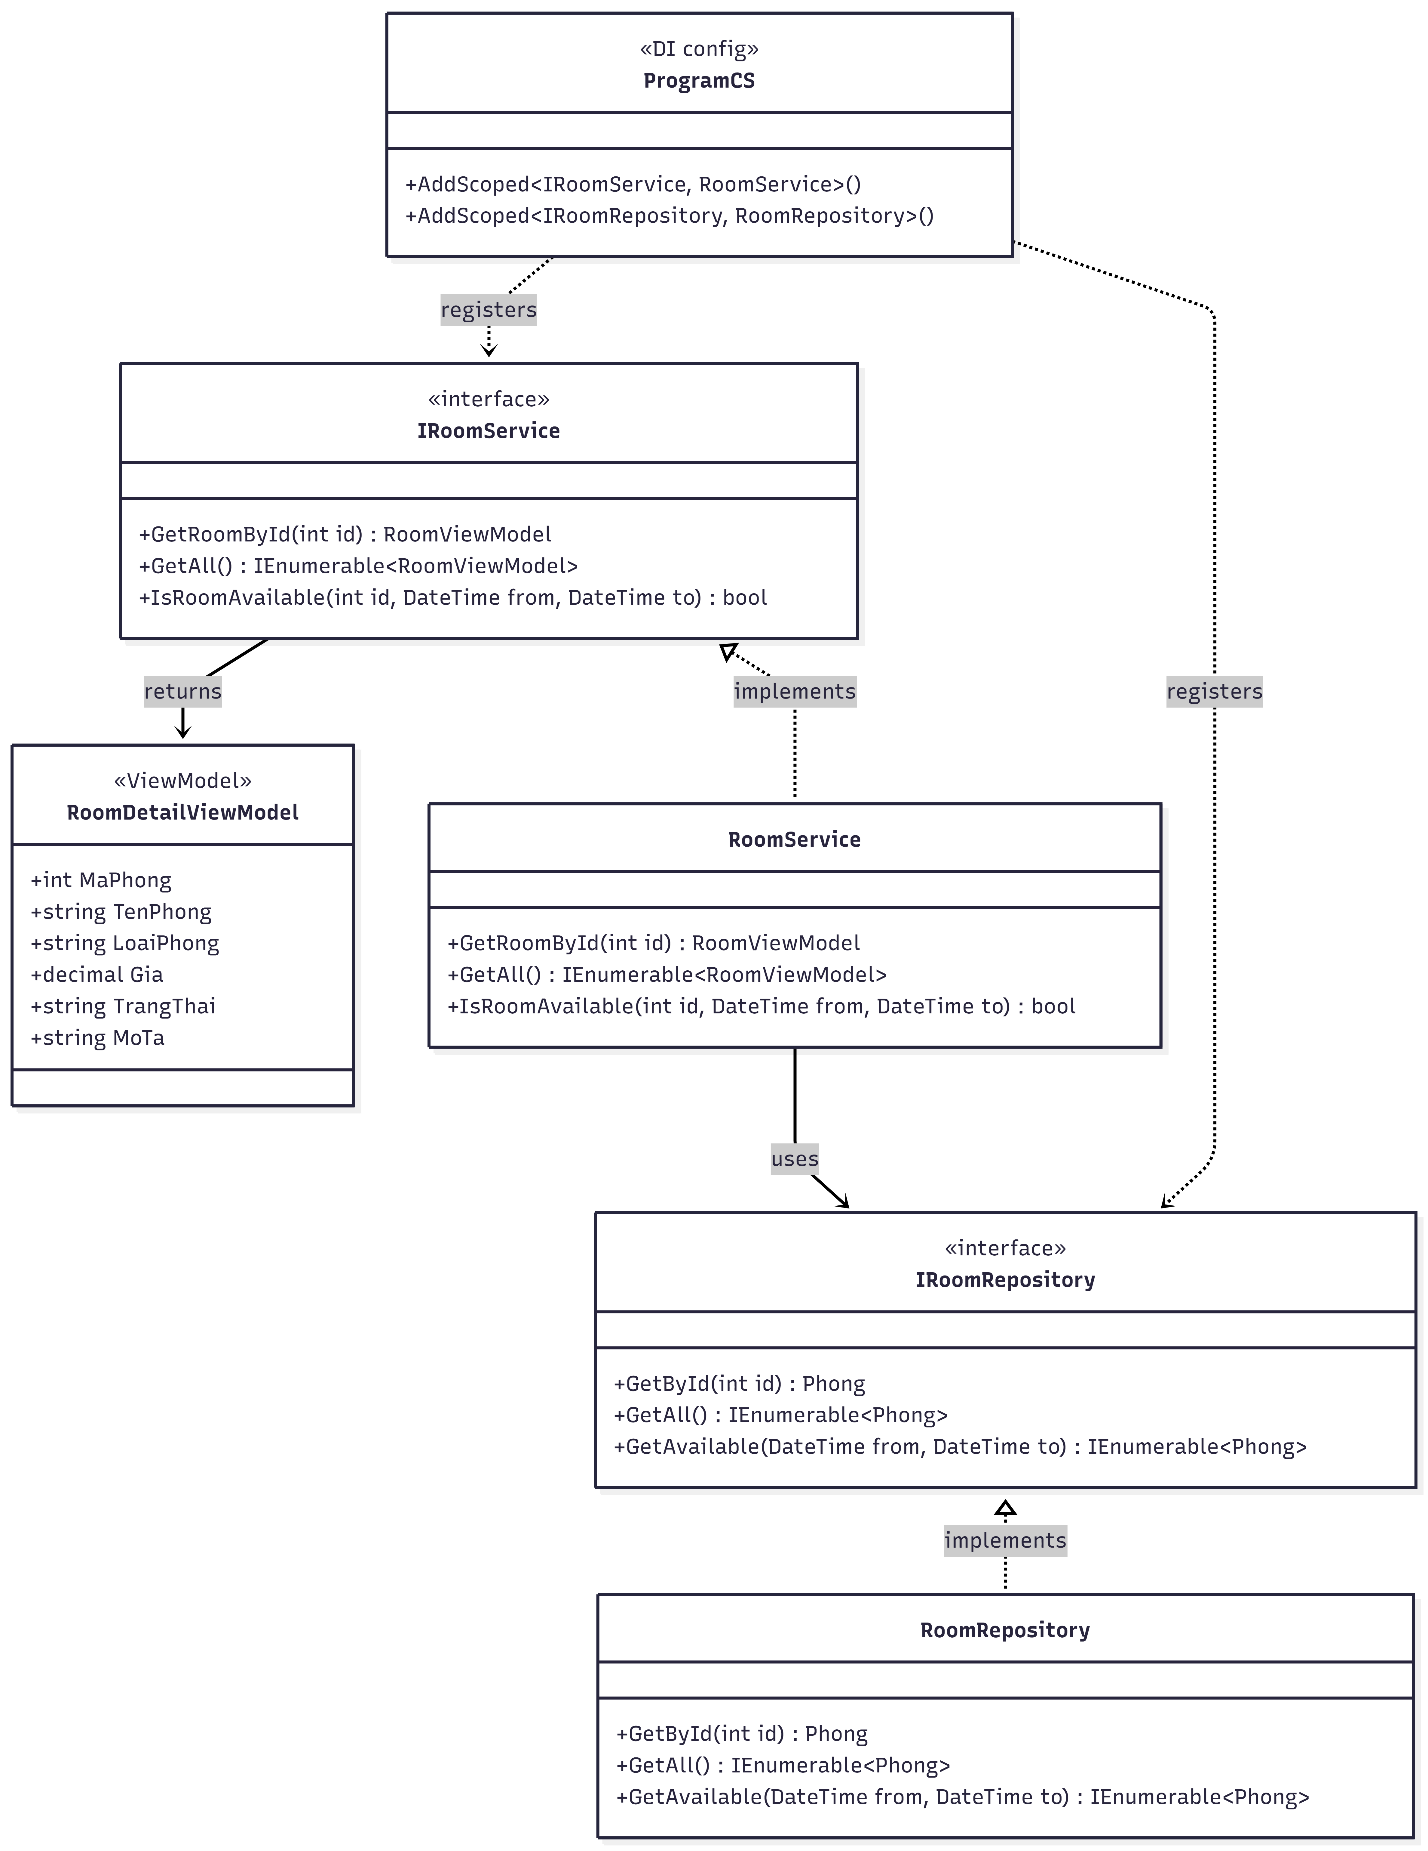 «DI config»
ProgramCS
+AddScoped<IRoomService, RoomService>()
+AddScoped<IRoomRepository, RoomRepository>()
registers
«interface»
IRoomService
+GetRoomById(int id) : RoomViewModel
+GetAll() : IEnumerable<RoomViewModel>
+IsRoomAvailable(int id, DateTime from, DateTime to) : bool
returns
implements
registers
«ViewModel»
RoomDetailViewModel
+int MaPhong
+string TenPhong
+string LoaiPhong
+decimal Gia
+string TrangThai
+string MoTa
RoomService
+GetRoomById(int id) : RoomViewModel
+GetAll() : IEnumerable<RoomViewModel>
+IsRoomAvailable(int id, DateTime from, DateTime to) : bool
uses
«interface»
IRoomRepository
+GetById(int id) : Phong
+GetAll() : IEnumerable<Phong>
+GetAvailable(DateTime from, DateTime to) : IEnumerable<Phong>
implements
RoomRepository
+GetById(int id) : Phong
+GetAll() : IEnumerable<Phong>
+GetAvailable(DateTime from, DateTime to) : IEnumerable<Phong>